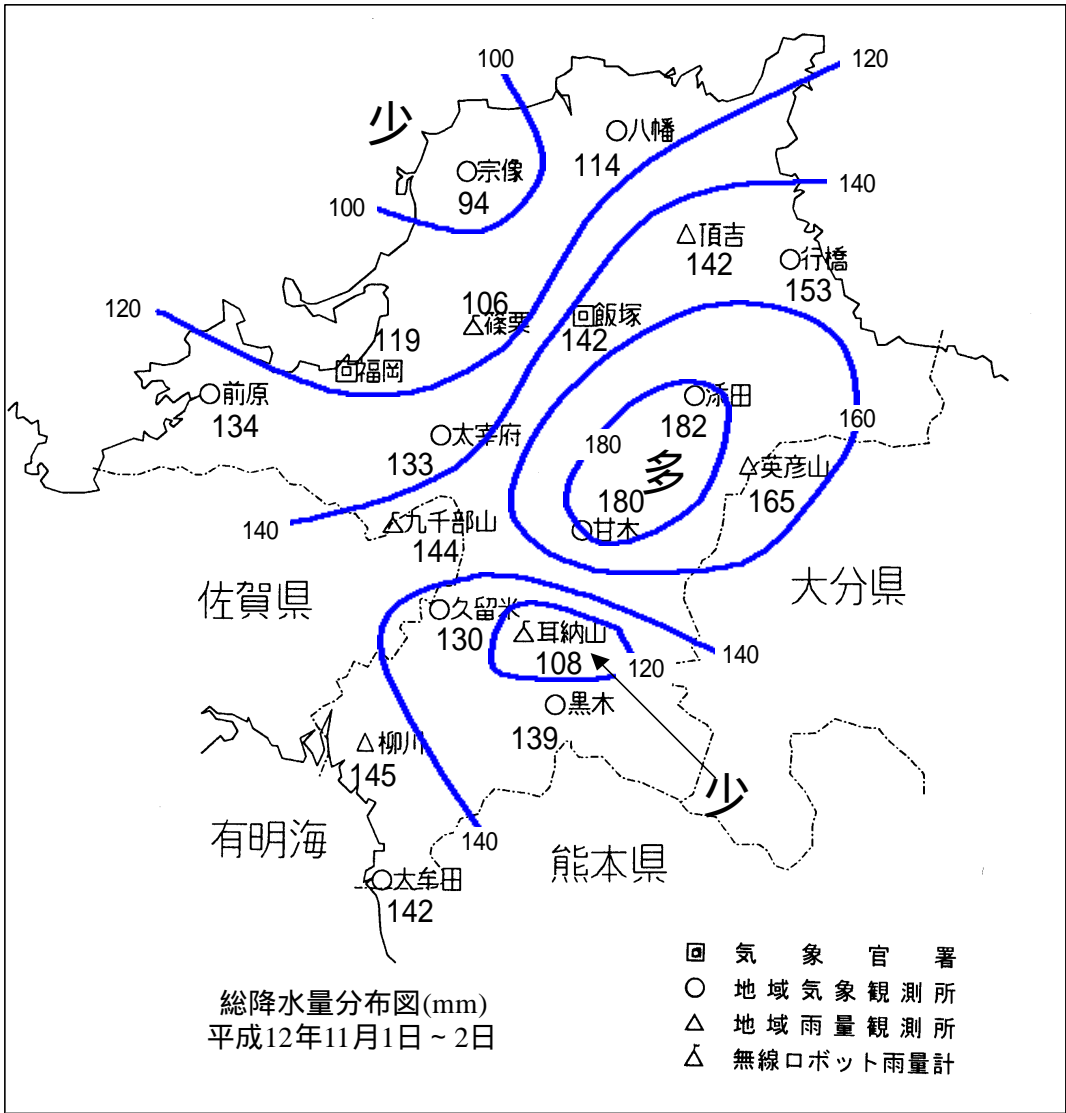 100
120
少
八幡
114
宗像
94
140
100
頂吉
142
行橋
153
120
106
篠栗
飯塚
142
119
福岡
前原
134
添田
182
160
太宰府
133
180
多
英彦山
165
180
甘木
140
九千部山
144
佐賀県
大分県
久留米
130
耳納山
108
120
140
黒木
139
柳川
145
少
有明海
140
熊本県
大牟田
142
総降水量分布図(mm)
平成12年11月1日~2日
気象官署
地域気象観測所
地域雨量観測所
無線ロボット雨量計